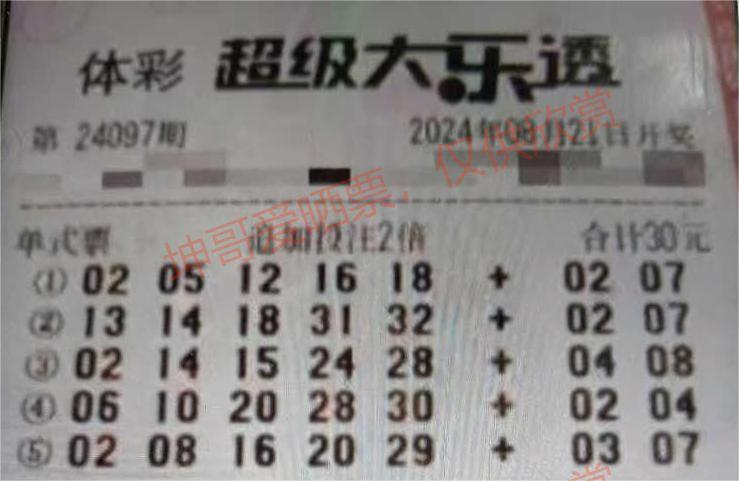 体彩 超级大乐透
第 24097期 2024年08月21日开奖
单式票 追加投注2倍 合计30元
① 02 05 12 16 18 + 02 07
② 13 14 18 31 32 + 02 07
③ 02 14 15 24 28 + 04 08
④ 06 10 20 28 30 + 02 04
⑤ 02 08 16 20 29 + 03 07
坤哥爱晒票，仅供欣赏